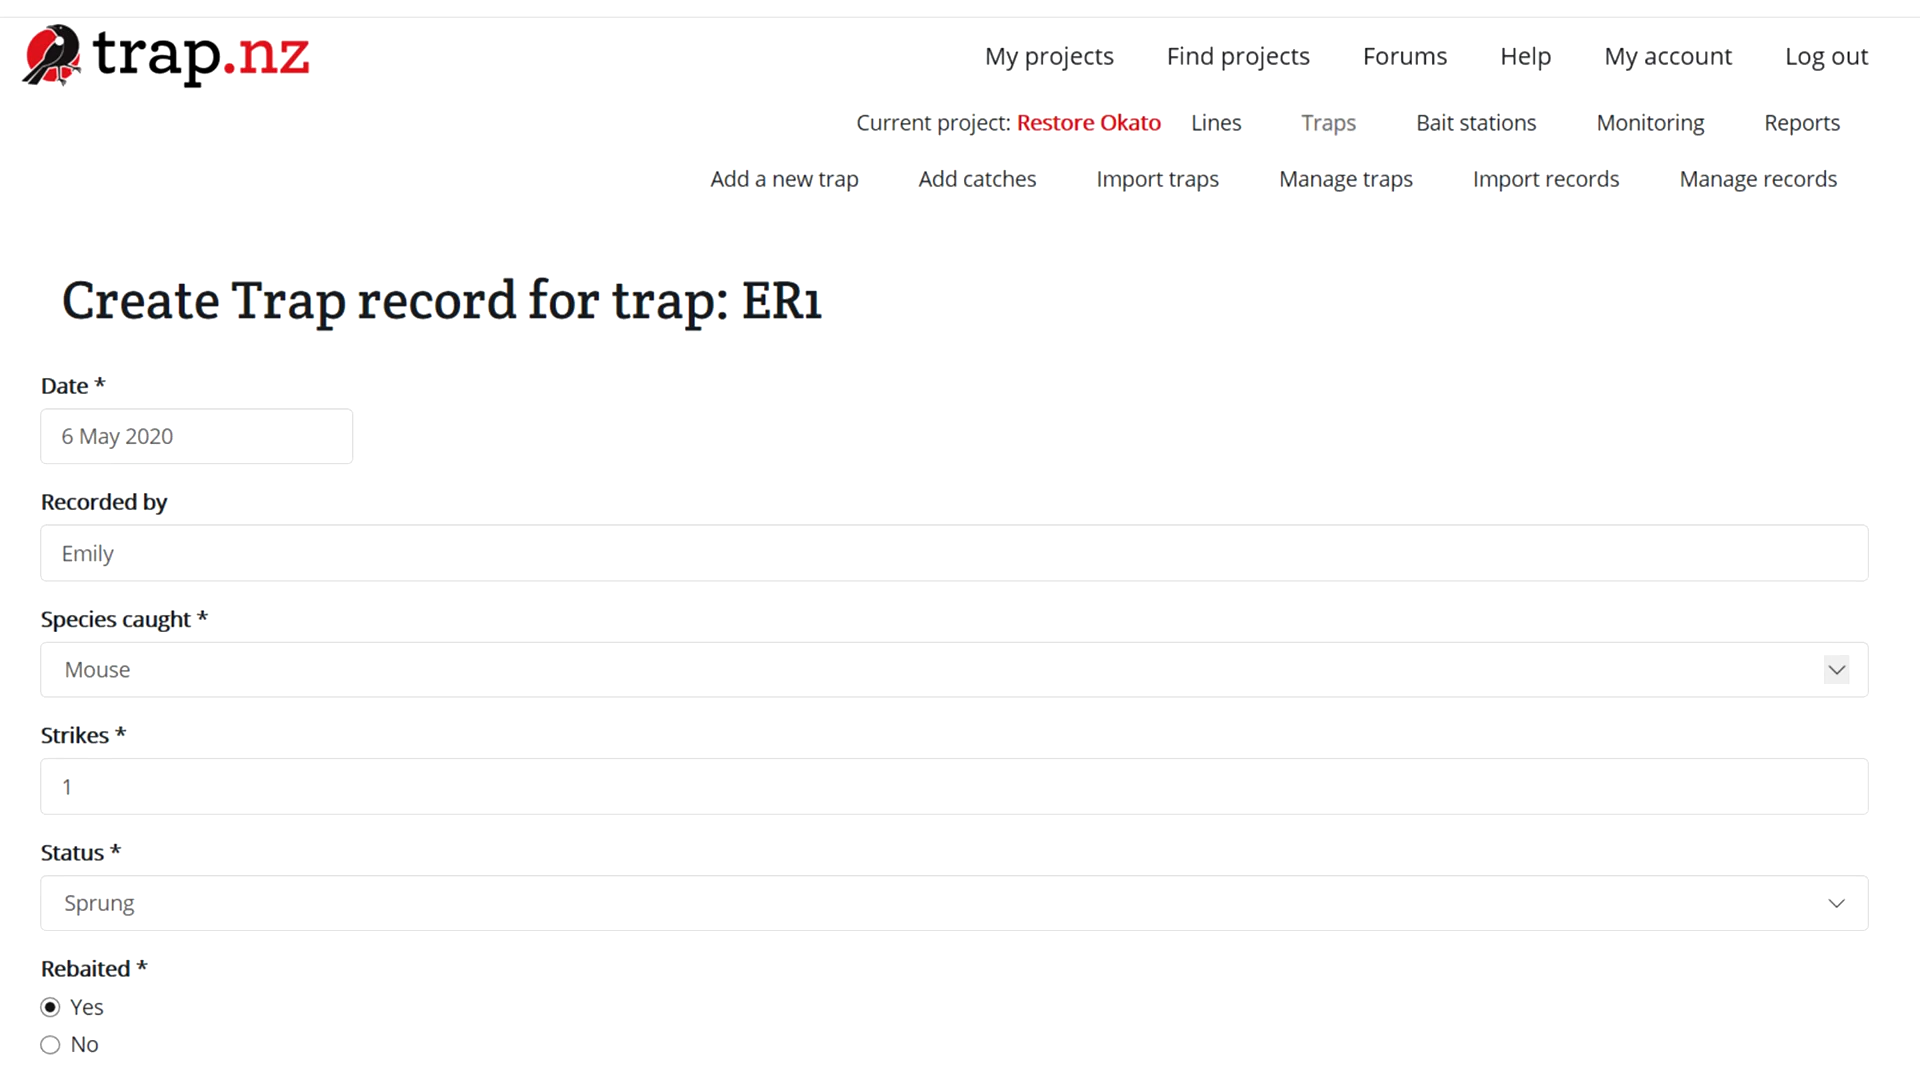 trap.nz
My projects Find projects Forums Help My account Log out
Current project: Restore Okato Lines Traps Bait stations Monitoring Reports
Add a new trap Add catches Import traps Manage traps Import records Manage records
Create Trap record for trap: ER1
Date *
6 May 2020
Recorded by
Emily
Species caught *
Mouse
Strikes *
1
Status *
Sprung
Rebaited *
Yes
No